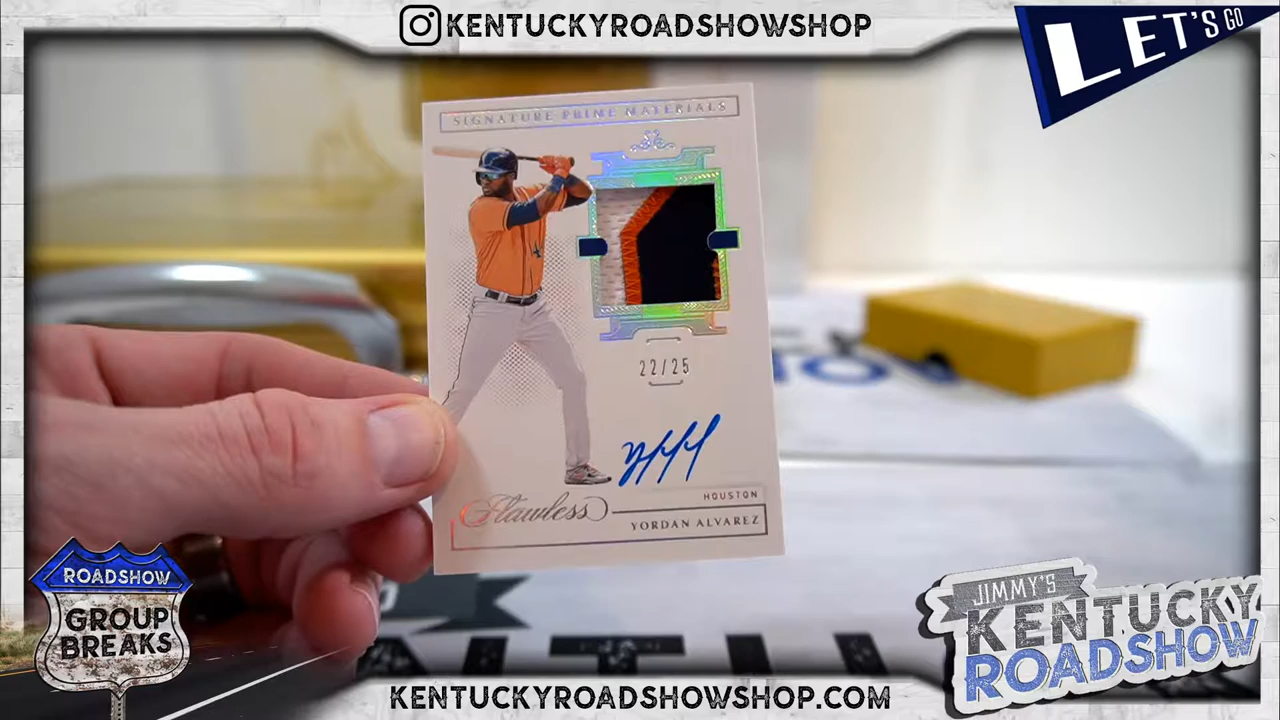 KENTUCKYROADSHOWSHOP
LET'S GO
SIGNATURE PRIME MATERIALS
22/25
HOUSTON
Flawless
YORDAN ALVAREZ
ROADSHOW
GROUP
BREAKS
JIMMY'S
KENTUCKY
ROADSHOW
KENTUCKYROADSHOWSHOP.COM